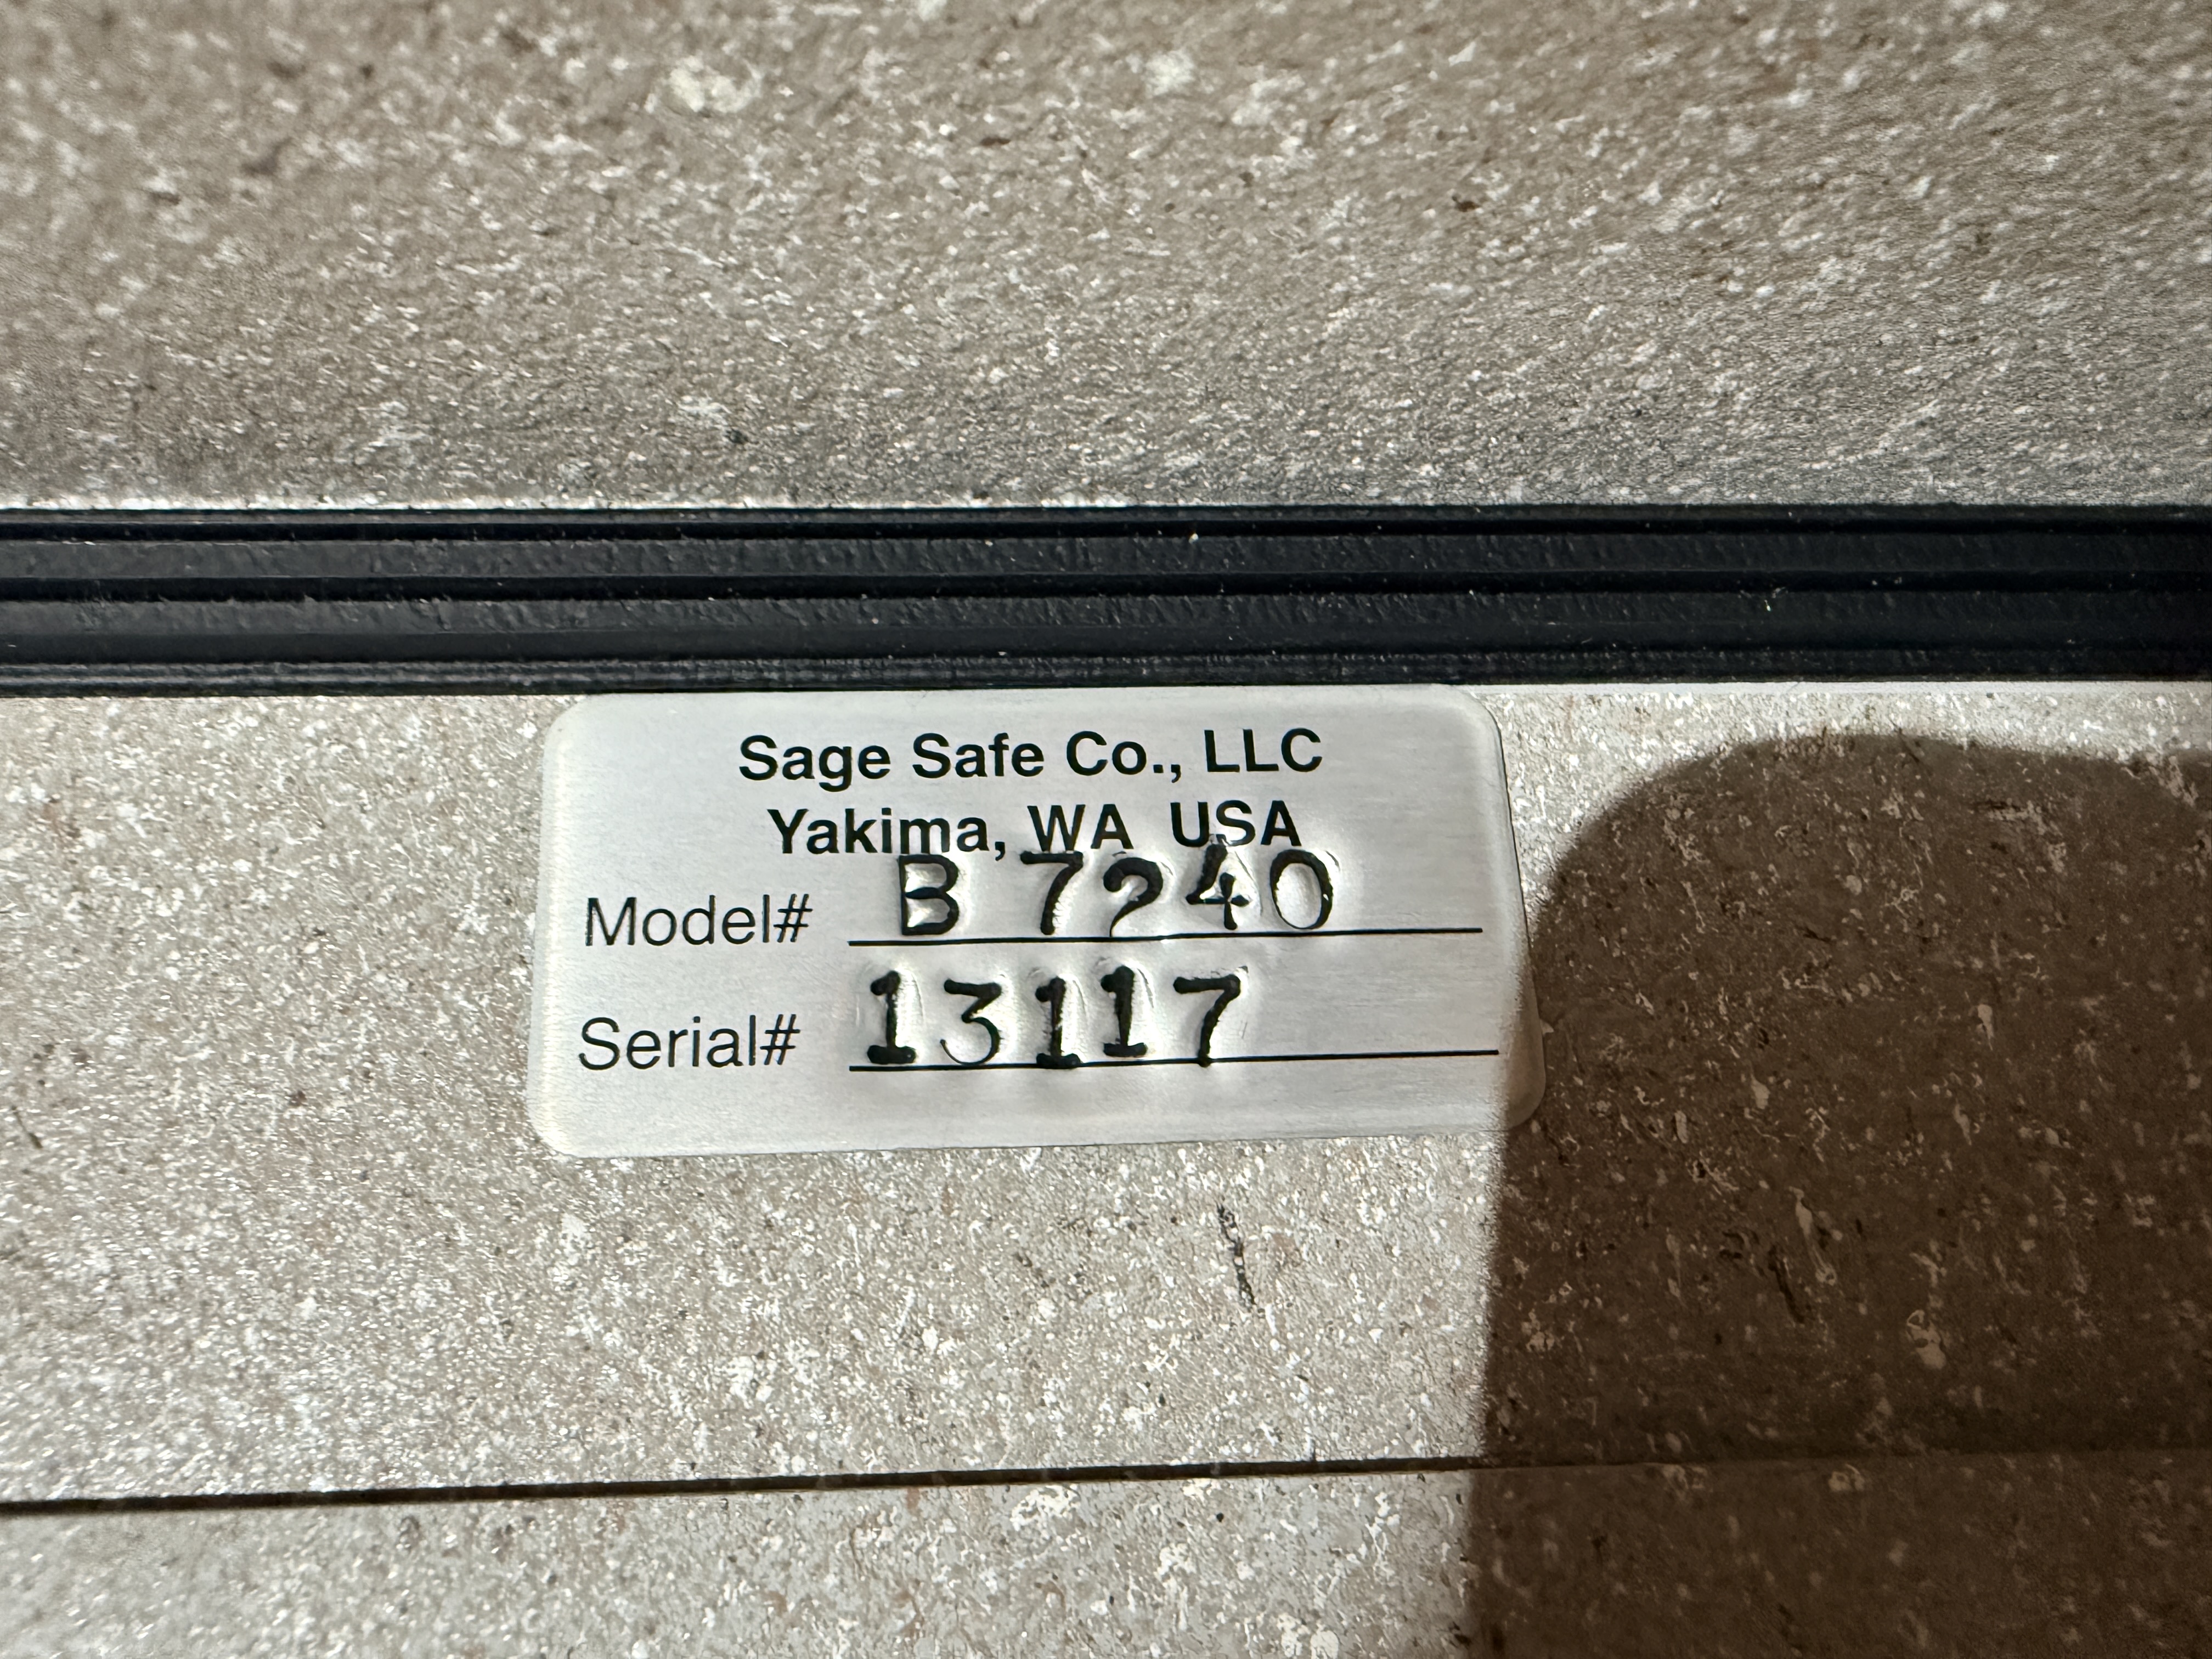 Sage Safe Co., LLC
Yakima, WA USA
Model# B 7240
Serial# 13117